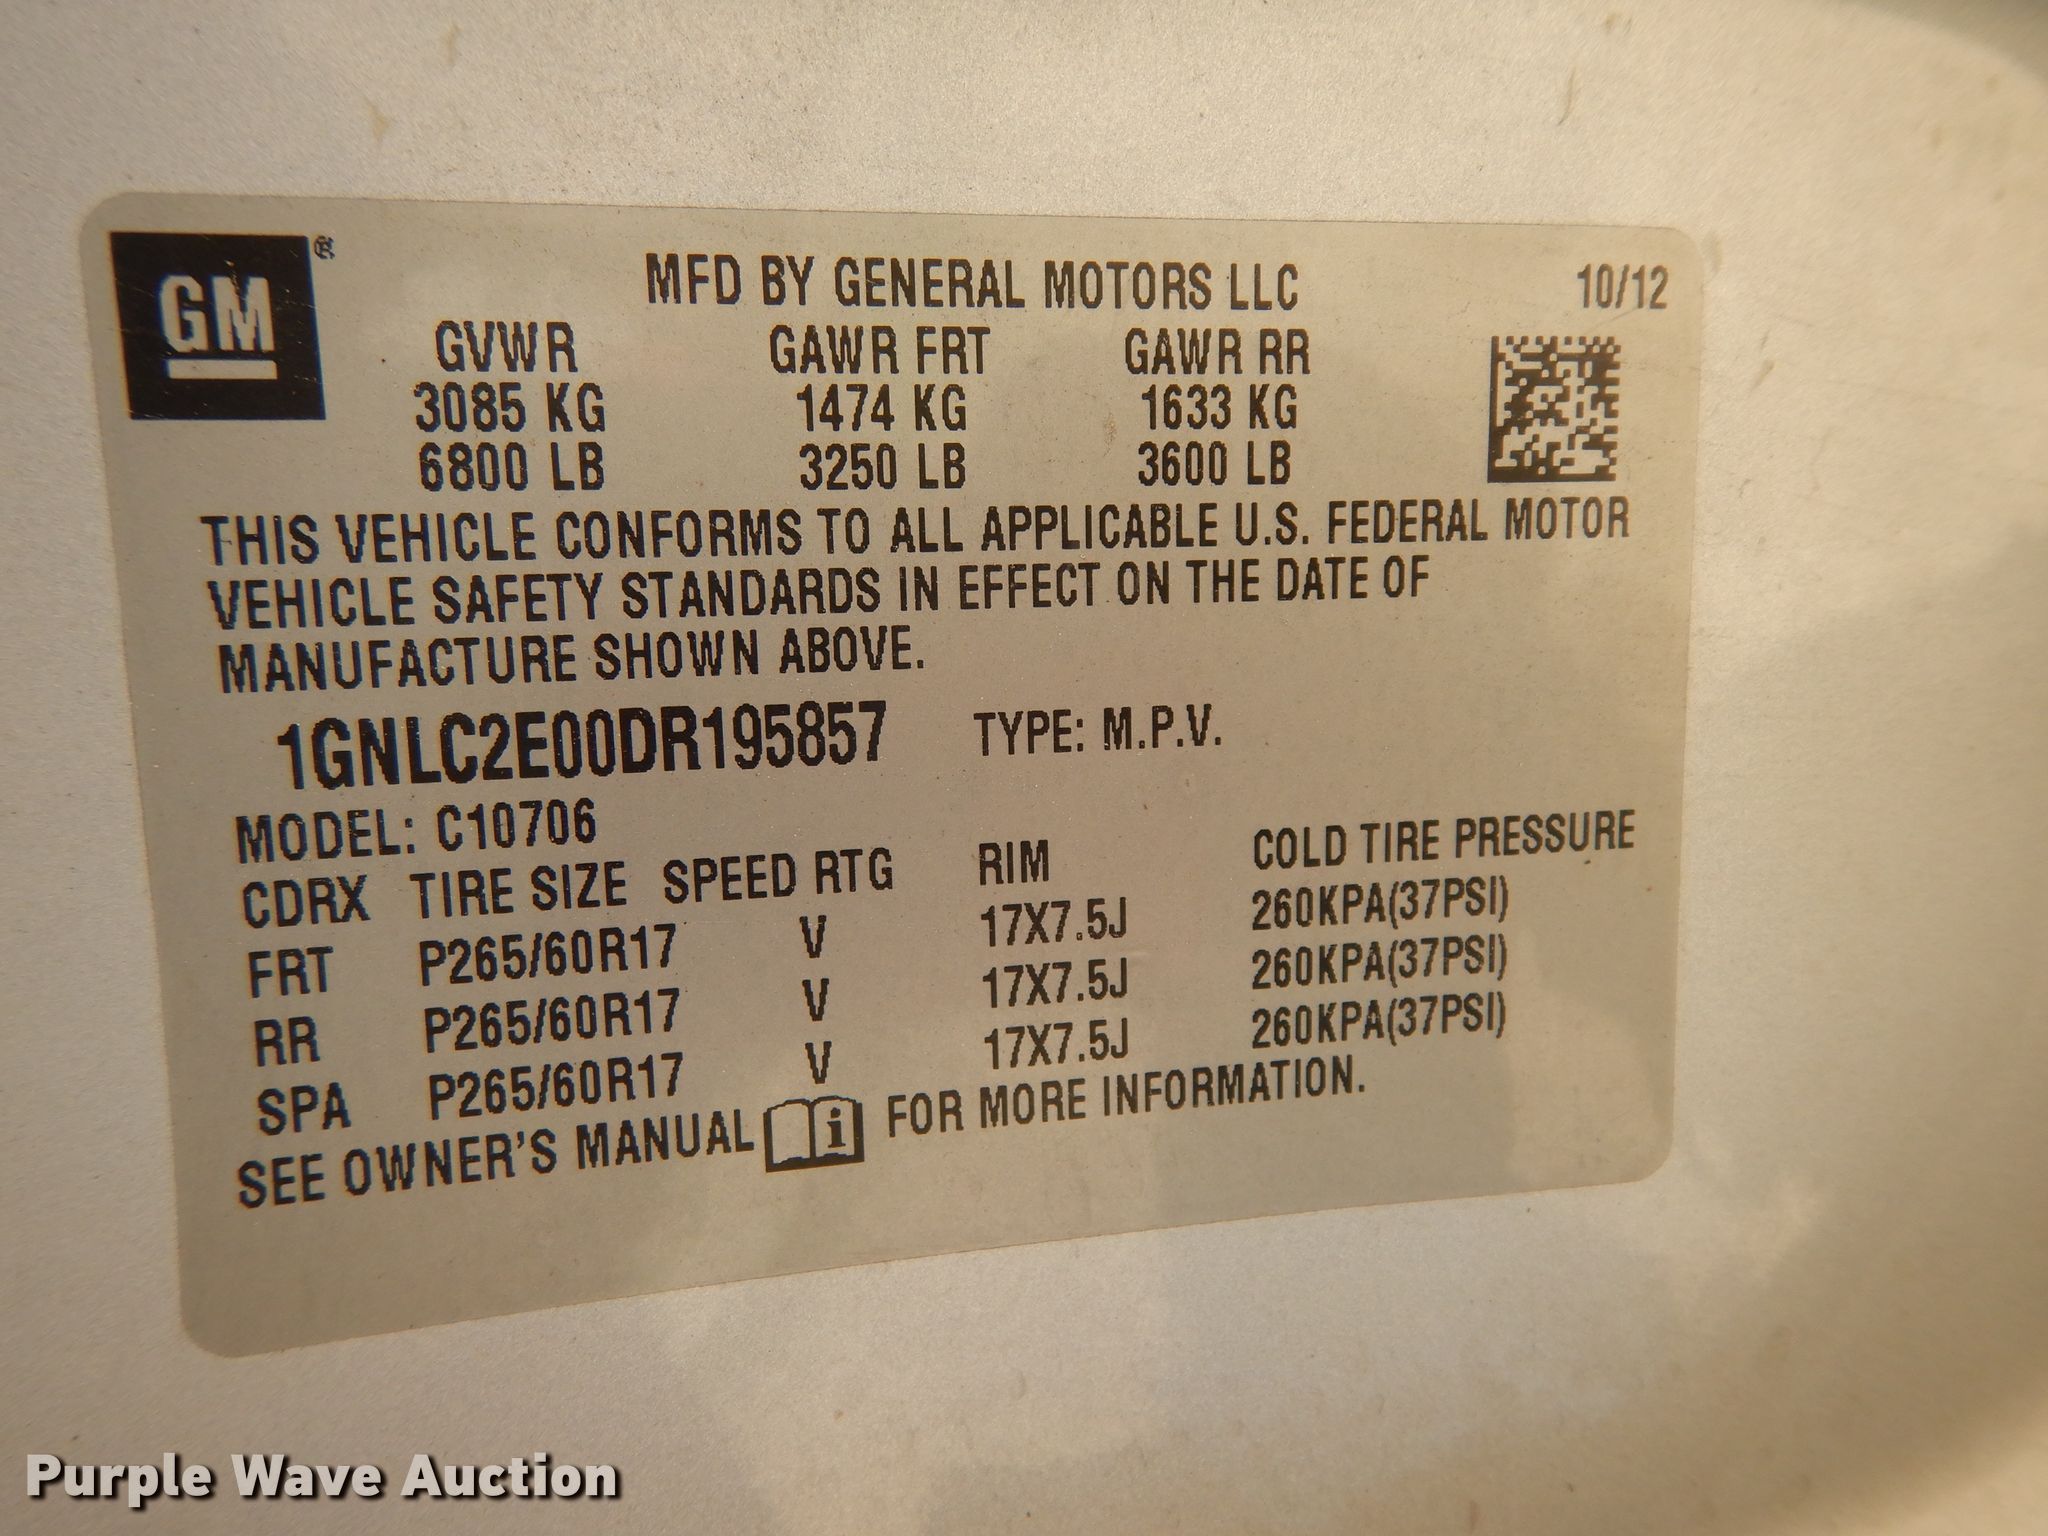 GM®
MFD BY GENERAL MOTORS LLC 10/12
GVWR GAWR FRT GAWR RR
3085 KG 1474 KG 1633 KG
6800 LB 3250 LB 3600 LB
THIS VEHICLE CONFORMS TO ALL APPLICABLE U.S. FEDERAL MOTOR
VEHICLE SAFETY STANDARDS IN EFFECT ON THE DATE OF
MANUFACTURE SHOWN ABOVE.
1GNLC2E00DR195857 TYPE: M.P.V.
MODEL: C10706
CDRX TIRE SIZE SPEED RTG RIM COLD TIRE PRESSURE
FRT P265/60R17 V 17X7.5J 260KPA(37PSI)
RR P265/60R17 V 17X7.5J 260KPA(37PSI)
SPA P265/60R17 V 17X7.5J 260KPA(37PSI)
SEE OWNER'S MANUAL i FOR MORE INFORMATION.
Purple Wave Auction